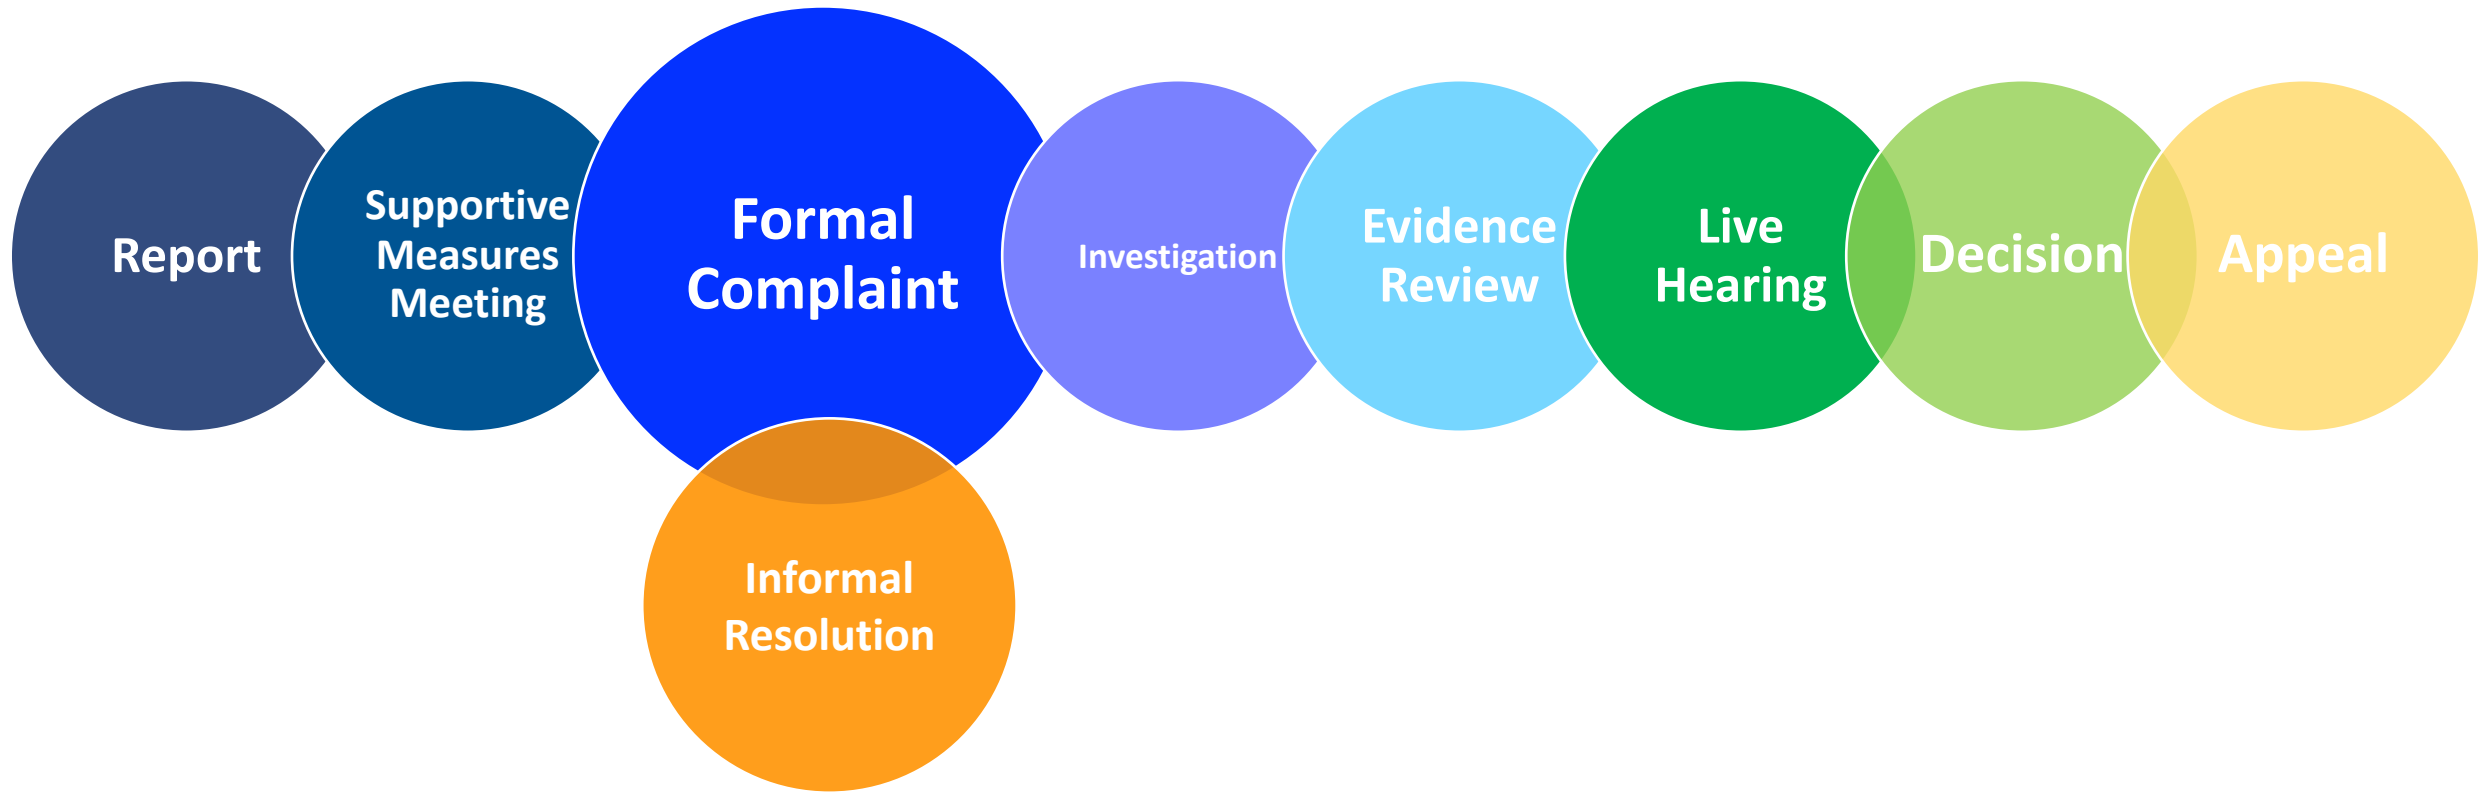 Report
Supportive
Measures
Meeting
Formal
Complaint
Investigation
Evidence
Review
Live
Hearing
Decision
Appeal
Informal
Resolution